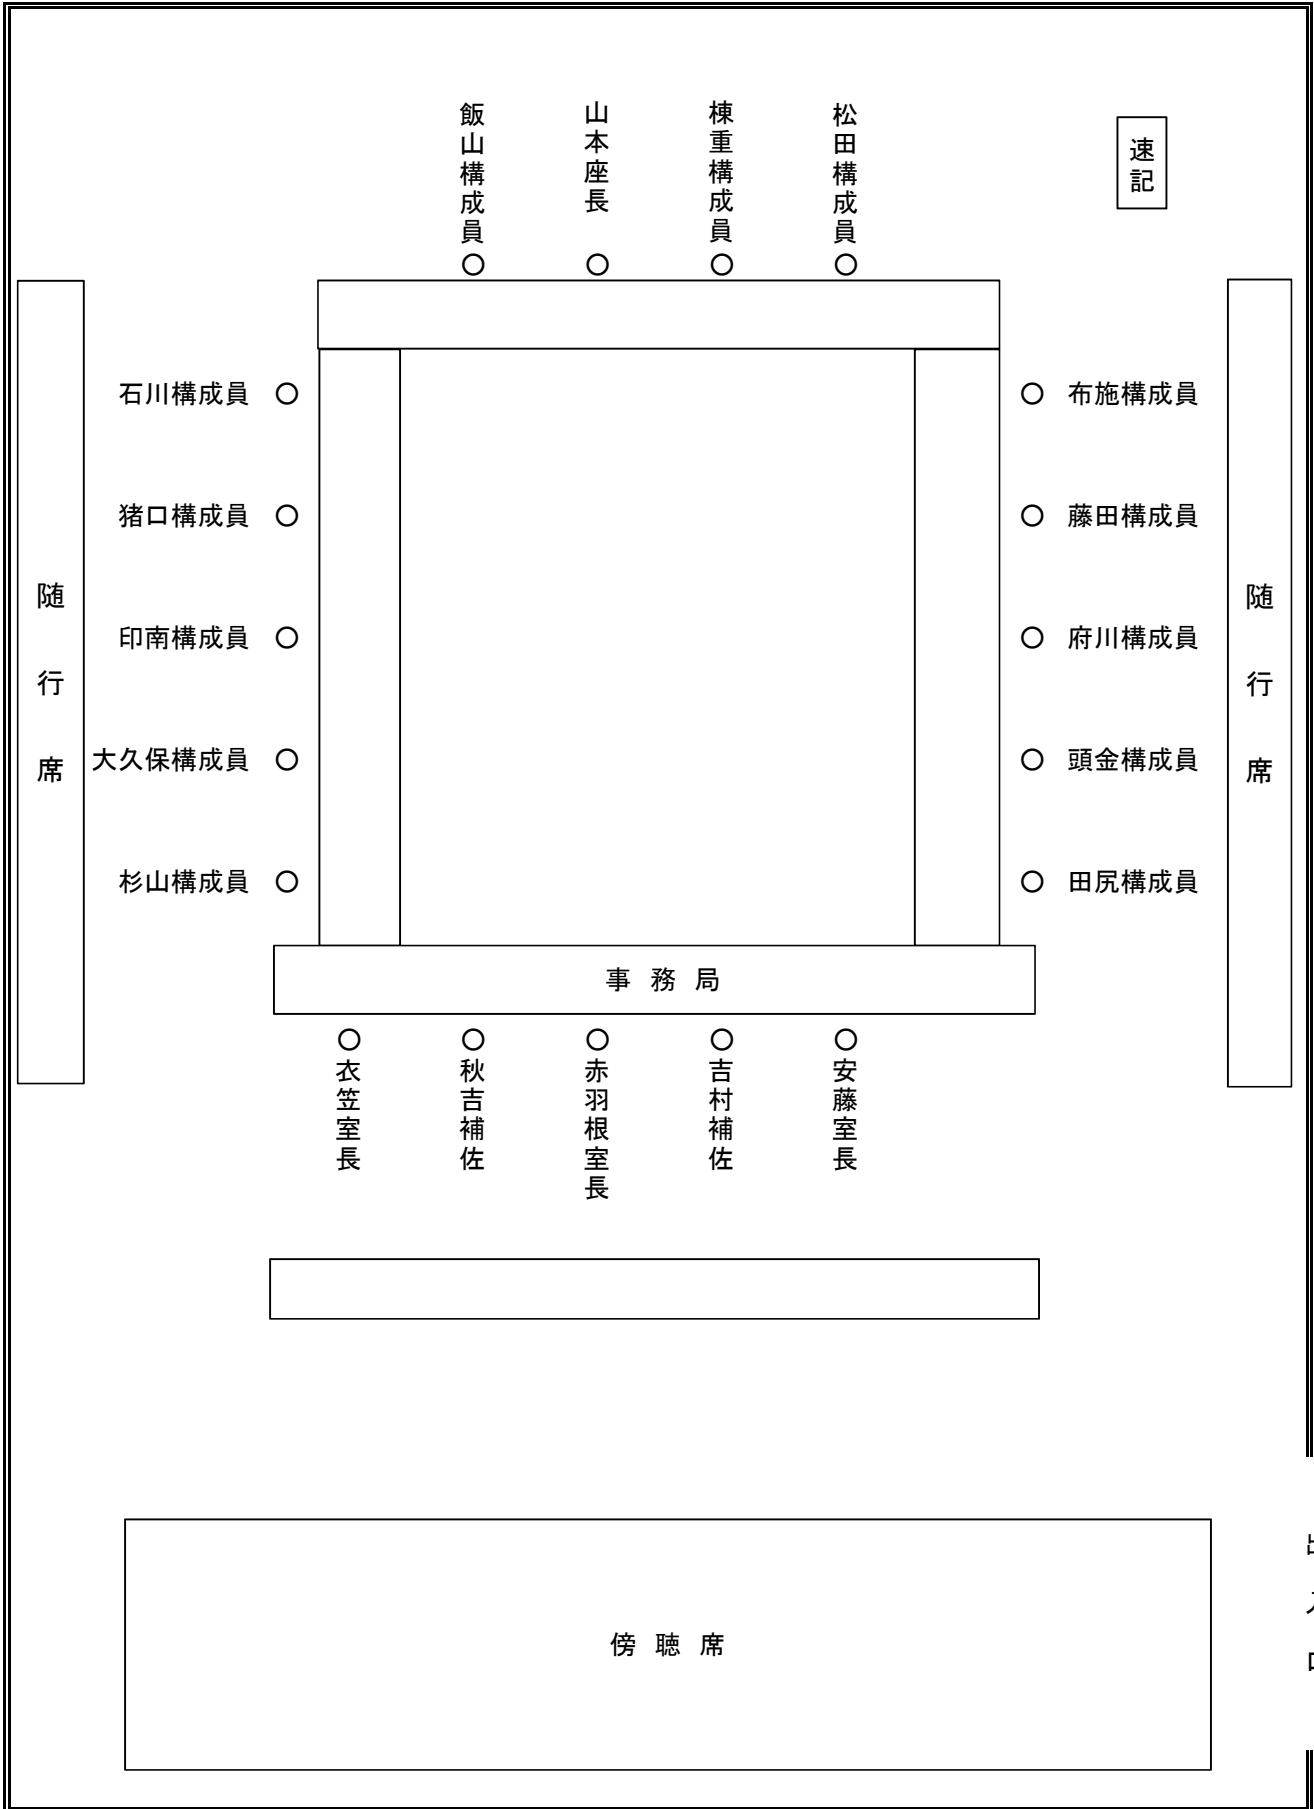 飯山構成員
山本座長
棟重構成員
松田構成員
速記
石川構成員
布施構成員
猪口構成員
藤田構成員
印南構成員
府川構成員
大久保構成員
頭金構成員
杉山構成員
田尻構成員
随行席
随行席
事務局
衣笠室長
秋吉補佐
赤羽根室長
吉村補佐
安藤室長
傍聴席